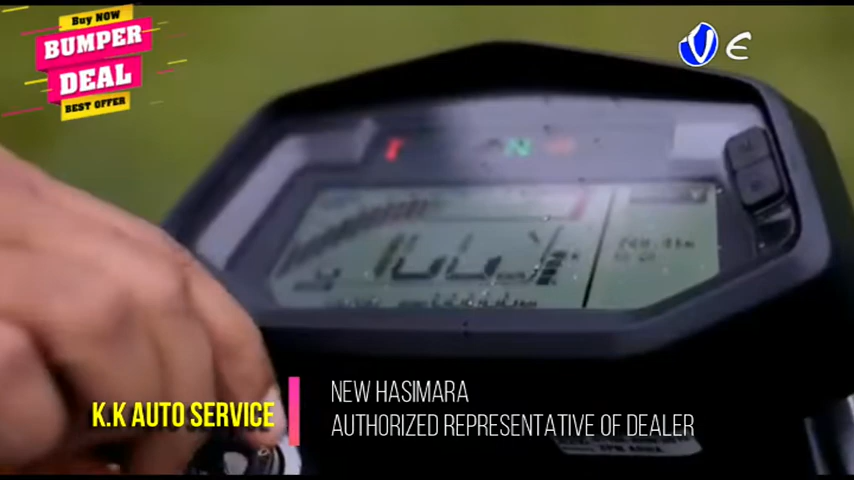 Buy NOW
BUMPER
DEAL
BEST OFFER
V E
N
K.K AUTO SERVICE
NEW HASIMARA
AUTHORIZED REPRESENTATIVE OF DEALER